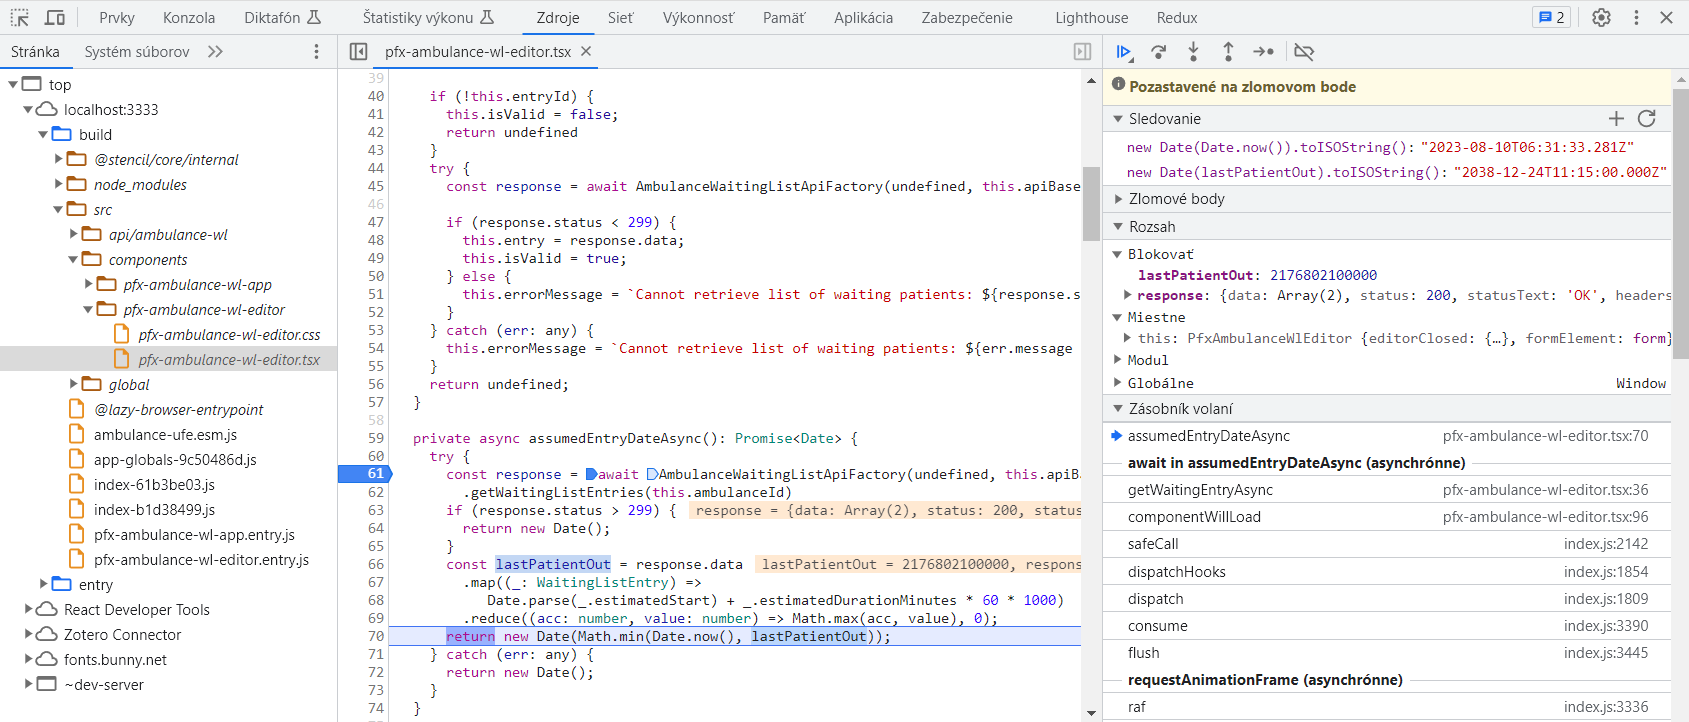 Prvky Konzola Diktafón Štatistiky výkonu Zdroje Sieť Výkonnosť Pamäť Aplikácia Zabezpečenie Lighthouse Redux 2
Stránka Systém súborov
top
localhost:3333
build
@stencil/core/internal
node_modules
src
api/ambulance-wl
components
pfx-ambulance-wl-app
pfx-ambulance-wl-editor
pfx-ambulance-wl-editor.css
pfx-ambulance-wl-editor.tsx
global
@lazy-browser-entrypoint
ambulance-ufe.esm.js
app-globals-9c50486d.js
index-61b3be03.js
index-b1d38499.js
pfx-ambulance-wl-app.entry.js
pfx-ambulance-wl-editor.entry.js
entry
React Developer Tools
Zotero Connector
fonts.bunny.net
~dev-server
pfx-ambulance-wl-editor.tsx
39
40 if (!this.entryId) {
41 this.isValid = false;
42 return undefined
43 }
44 try {
45 const response = await AmbulanceWaitingListApiFactory(undefined, this.apiBase
46
47 if (response.status < 299) {
48 this.entry = response.data;
49 this.isValid = true;
50 } else {
51 this.errorMessage = `Cannot retrieve list of waiting patients: ${response.s
52 }
53 } catch (err: any) {
54 this.errorMessage = `Cannot retrieve list of waiting patients: ${err.message
55 }
56 return undefined;
57 }
58
59 private async assumedEntryDateAsync(): Promise<Date> {
60 try {
61 const response = await AmbulanceWaitingListApiFactory(undefined, this.apiBa
62 .getWaitingListEntries(this.ambulanceId)
63 if (response.status > 299) { response = {data: Array(2), status: 200, status
64 return new Date();
65 }
66 const lastPatientOut = response.data lastPatientOut = 2176802100000, respons
67 .map((_: WaitingListEntry) =>
68 Date.parse(_.estimatedStart) + _.estimatedDurationMinutes * 60 * 1000)
69 .reduce((acc: number, value: number) => Math.max(acc, value), 0);
70 return new Date(Math.min(Date.now(), lastPatientOut));
71 } catch (err: any) {
72 return new Date();
73 }
74 }
Pozastavené na zlomovom bode
Sledovanie
new Date(Date.now()).toISOString(): "2023-08-10T06:31:33.281Z"
new Date(lastPatientOut).toISOString(): "2038-12-24T11:15:00.000Z"
Zlomové body
Rozsah
Blokovať
lastPatientOut: 2176802100000
response: {data: Array(2), status: 200, statusText: 'OK', headers
Miestne
this: PfxAmbulanceWlEditor {editorClosed: {…}, formElement: form
Modul
Globálne Window
Zásobník volaní
assumedEntryDateAsync pfx-ambulance-wl-editor.tsx:70
await in assumedEntryDateAsync (asynchrónne)
getWaitingEntryAsync pfx-ambulance-wl-editor.tsx:36
componentWillLoad pfx-ambulance-wl-editor.tsx:96
safeCall index.js:2142
dispatchHooks index.js:1854
dispatch index.js:1809
consume index.js:3390
flush index.js:3445
requestAnimationFrame (asynchrónne)
raf index.js:3336